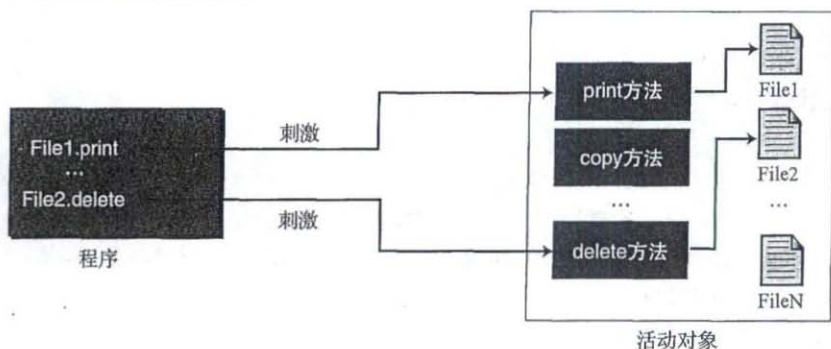 File1.print
...
File2.delete
程序
刺激
刺激
print方法
copy方法
...
delete方法
File1
File2
...
FileN
活动对象